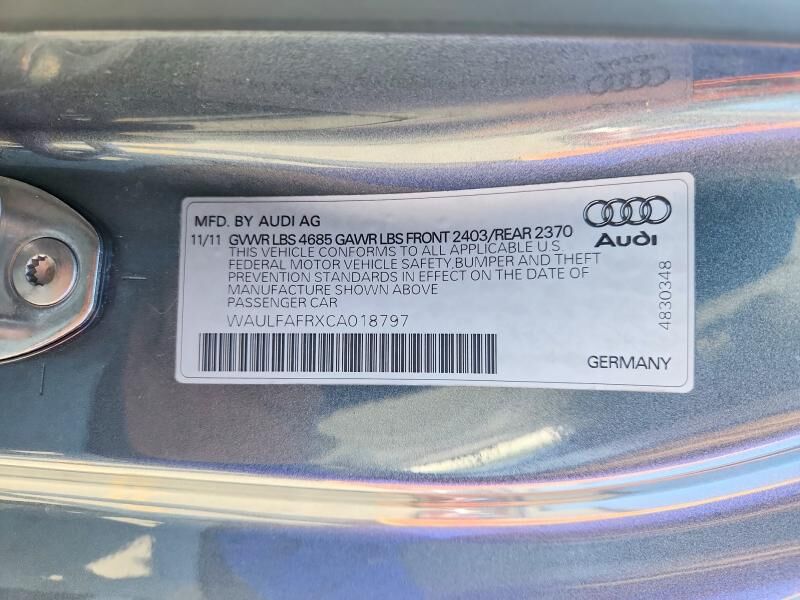 MFD. BY AUDI AG
11/11 GVWR LBS 4685 GAWR LBS FRONT 2403/REAR 2370
THIS VEHICLE CONFORMS TO ALL APPLICABLE U.S.
FEDERAL MOTOR VEHICLE SAFETY, BUMPER AND THEFT
PREVENTION STANDARDS IN EFFECT ON THE DATE OF
MANUFACTURE SHOWN ABOVE
PASSENGER CAR
WAULFAFRXCA018797
Audi
4830348
GERMANY